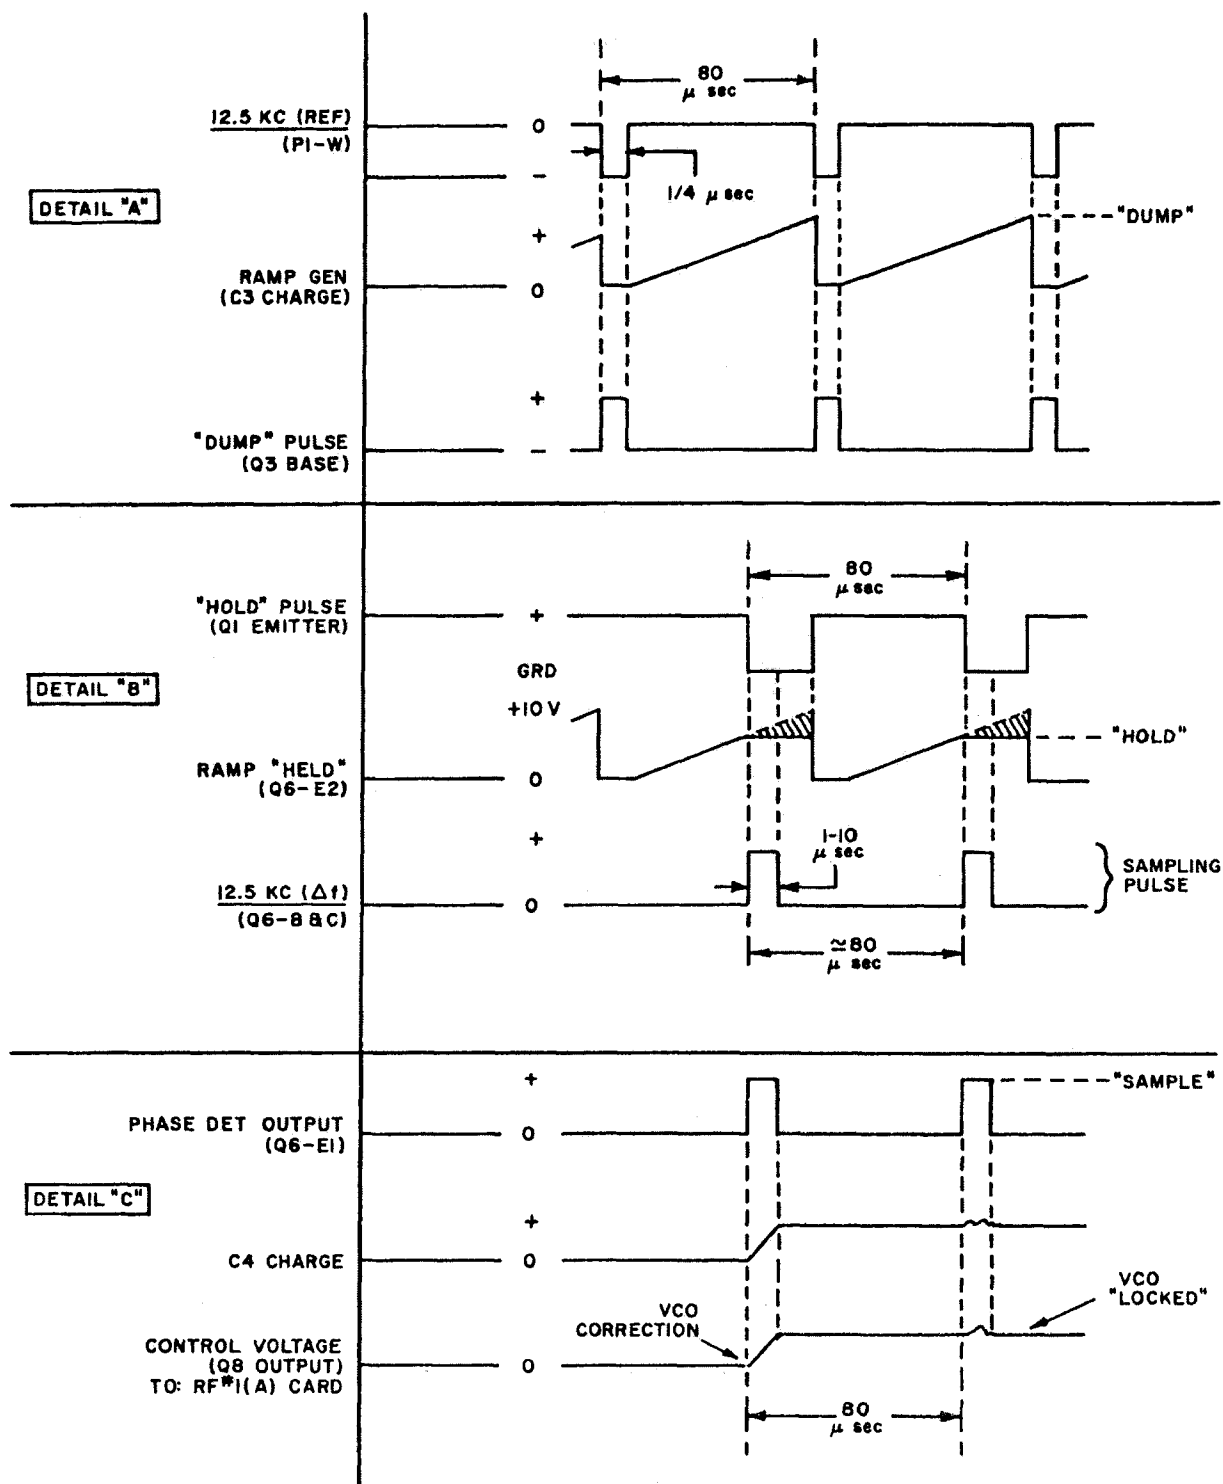 80
μ sec
12.5 KC (REF)
(P1-W)
0
-
1/4 μ sec
DETAIL "A"
"DUMP"
+
RAMP GEN
(C3 CHARGE)
0
+
"DUMP" PULSE
(Q3 BASE)
-
80
μ sec
"HOLD" PULSE
(Q1 EMITTER)
+
GRD
DETAIL "B"
+10V
"HOLD"
RAMP "HELD"
(Q6-E2)
0
+
1-10
μ sec
12.5 KC (Δf)
(Q6-B&C)
0
SAMPLING
PULSE
≃80
μ sec
+
"SAMPLE"
PHASE DET OUTPUT
(Q6-E1)
0
DETAIL "C"
+
C4 CHARGE
0
VCO
"LOCKED"
VCO
CORRECTION
CONTROL VOLTAGE
(Q8 OUTPUT)
TO: RF#1(A) CARD
0
80
μ sec